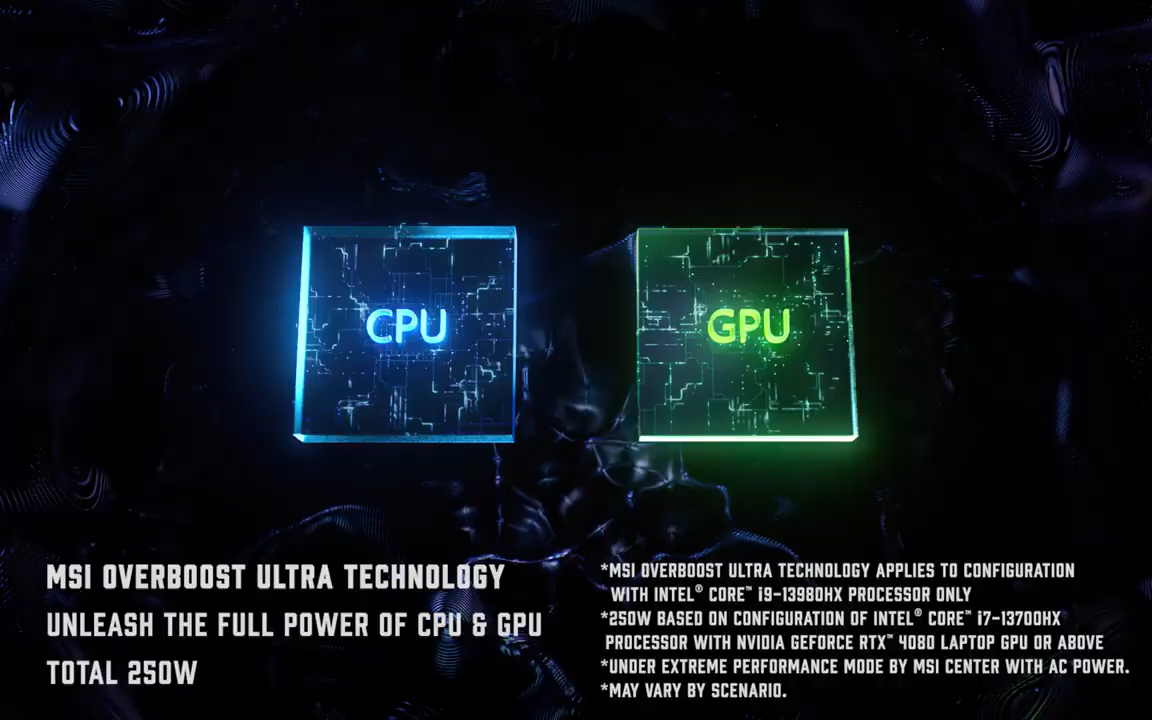 CPU
GPU
MSI OVERBOOST ULTRA TECHNOLOGY
UNLEASH THE FULL POWER OF CPU & GPU
TOTAL 250W
*MSI OVERBOOST ULTRA TECHNOLOGY APPLIES TO CONFIGURATION
WITH INTEL® CORE™ i9-13980HX PROCESSOR ONLY
*250W BASED ON CONFIGURATION OF INTEL® CORE™ i7-13700HX
PROCESSOR WITH NVIDIA GEFORCE RTX™ 4080 LAPTOP GPU OR ABOVE
*UNDER EXTREME PERFORMANCE MODE BY MSI CENTER WITH AC POWER.
*MAY VARY BY SCENARIO.